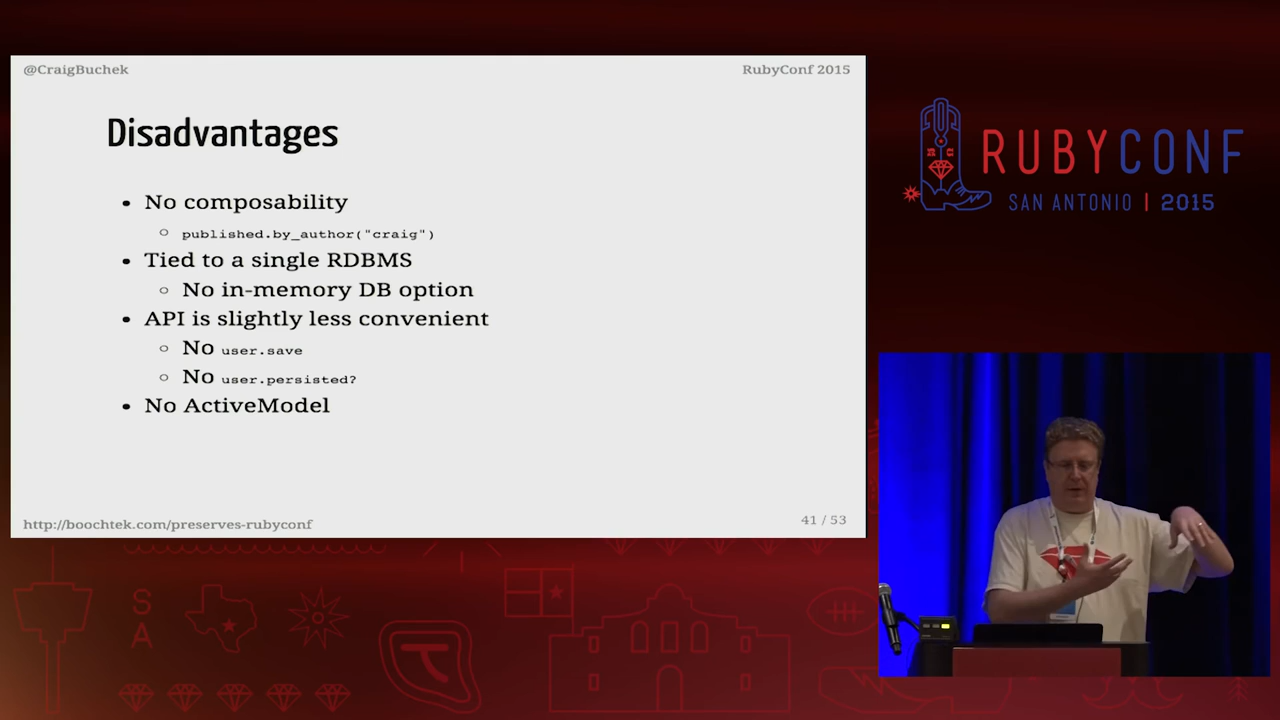 @CraigBuchek
RubyConf 2015
Disadvantages
• No composability
○ published.by_author("craig")
• Tied to a single RDBMS
○ No in-memory DB option
• API is slightly less convenient
○ No user.save
○ No user.persisted?
• No ActiveModel
http://boochtek.com/preserves-rubyconf
41 / 53
RUBYCONF
SAN ANTONIO | 2015
S
A